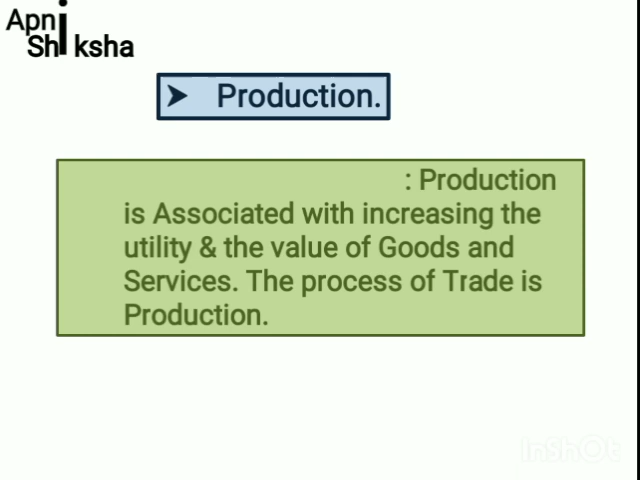 Apni
Shiksha
➤ Production.
: Production
is Associated with increasing the
utility & the value of Goods and
Services. The process of Trade is
Production.
InShOt